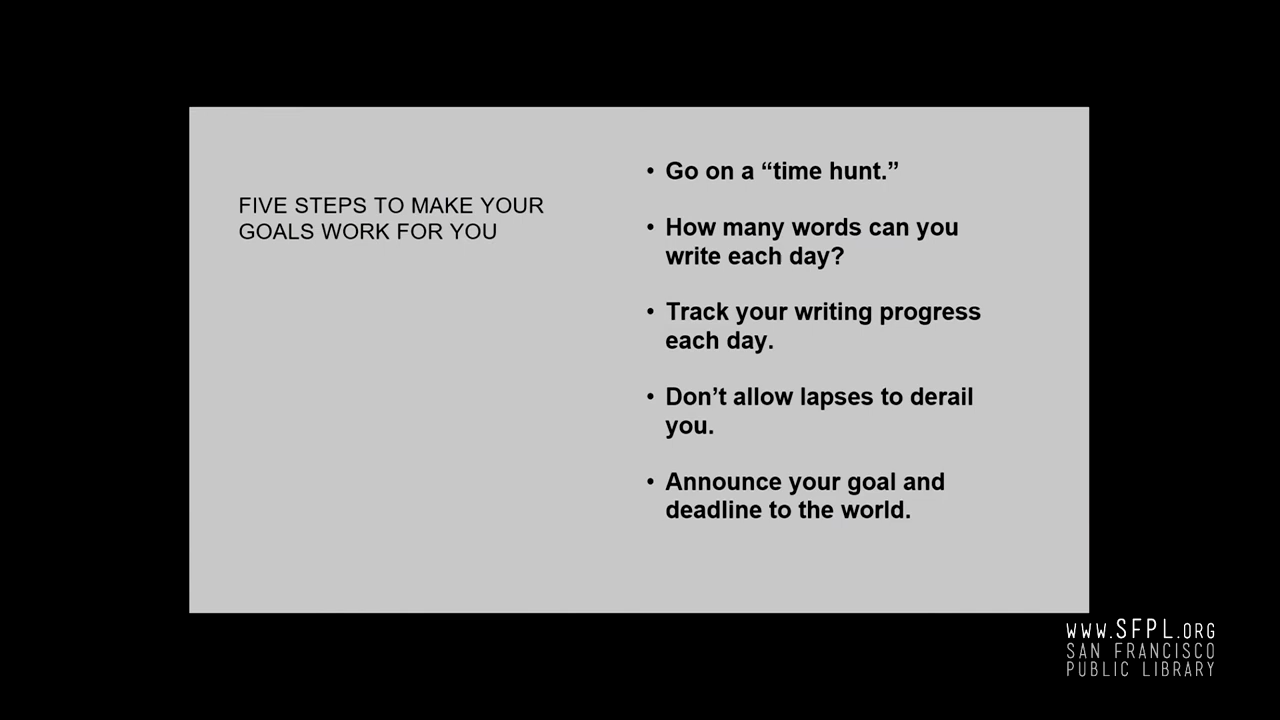 FIVE STEPS TO MAKE YOUR
GOALS WORK FOR YOU
• Go on a “time hunt.”
• How many words can you
write each day?
• Track your writing progress
each day.
• Don’t allow lapses to derail
you.
• Announce your goal and
deadline to the world.
WWW.SFPL.ORG
SAN FRANCISCO
PUBLIC LIBRARY